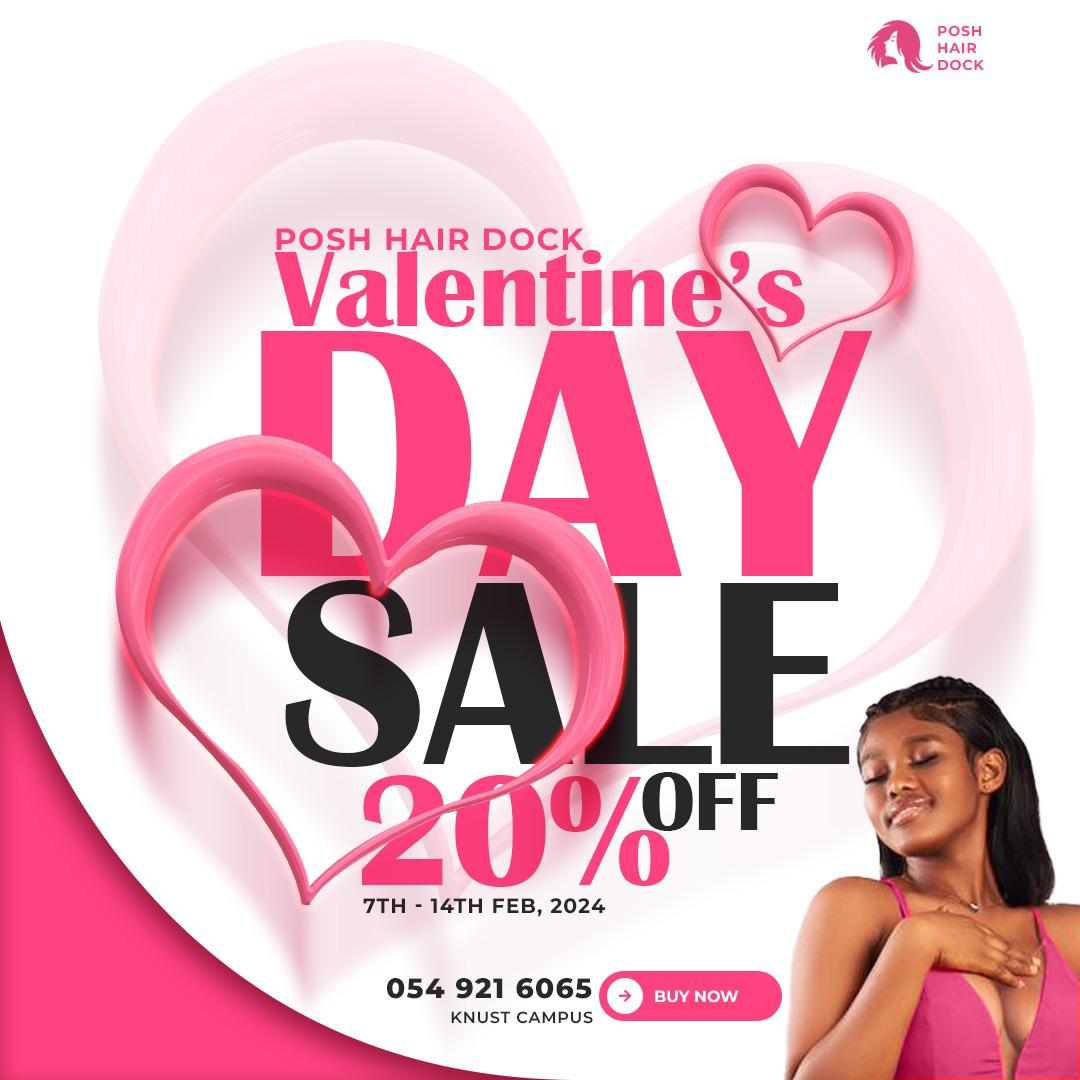 POSH
HAIR
DOCK
POSH HAIR DOCK
Valentine's
DAY
SALE
20% OFF
7TH - 14TH FEB, 2024
054 921 6065
KNUST CAMPUS
BUY NOW